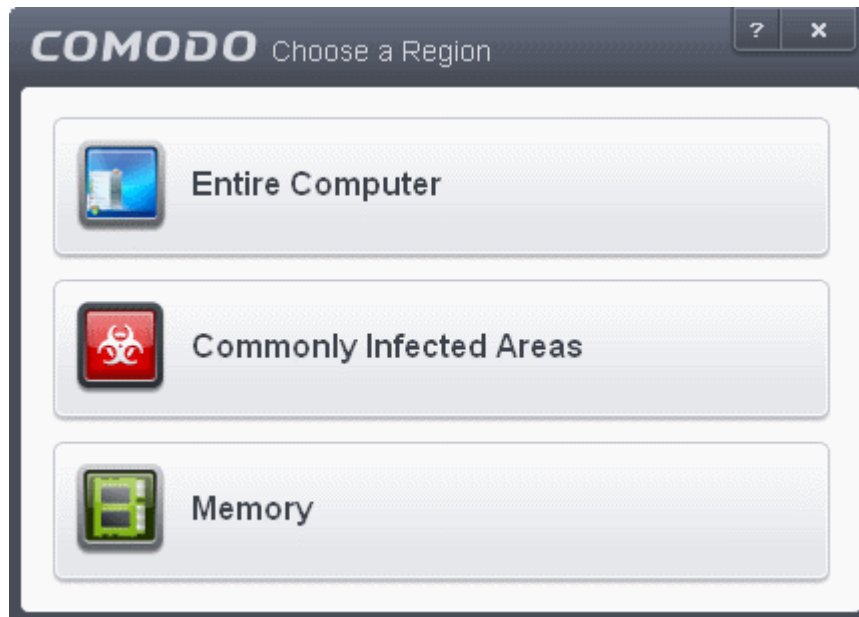 COMODO Choose a Region ? ×
Entire Computer
Commonly Infected Areas
Memory